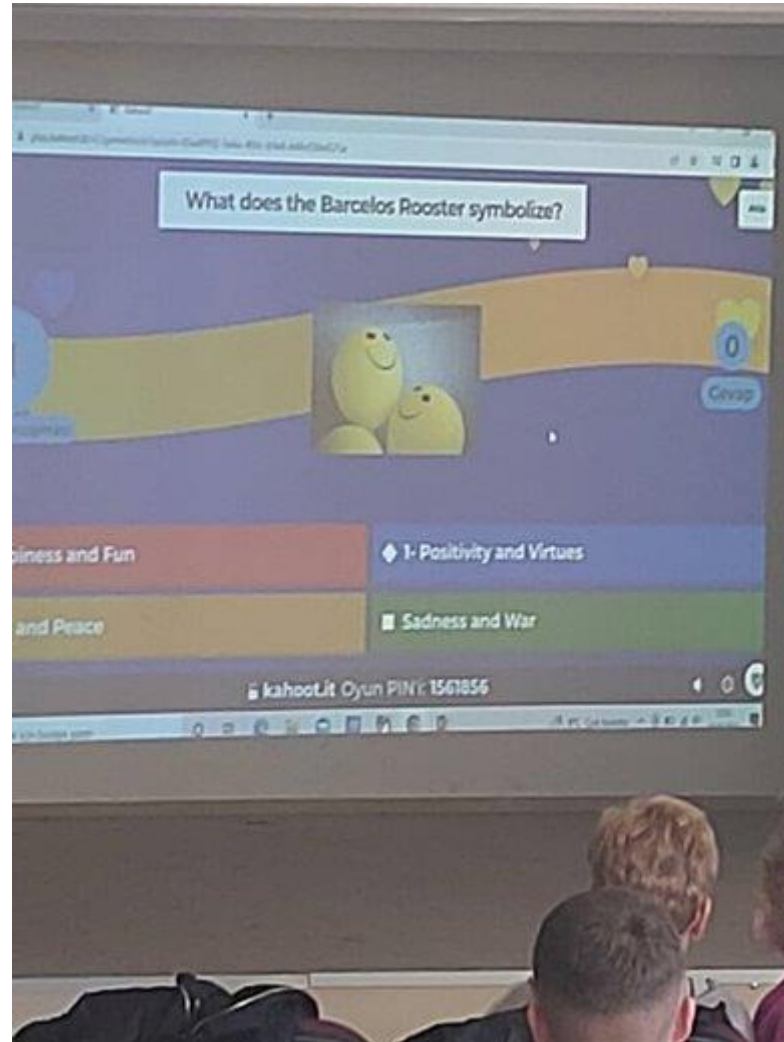 What does the Barcelos Rooster symbolize?
0
Cevap
piness and Fun
1- Positivity and Virtues
and Peace
Sadness and War
kahoot.it Oyun PIN'i: 1561856